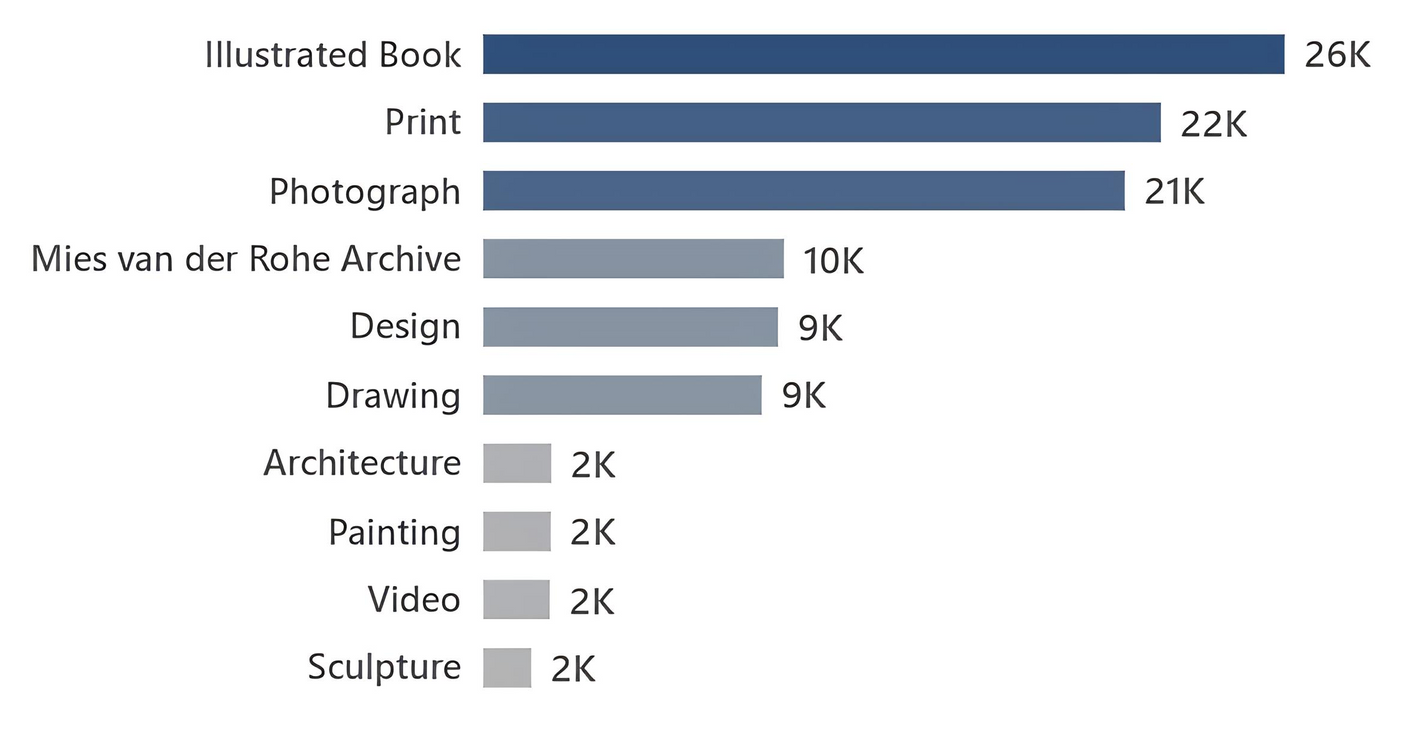 Illustrated Book 26K
Print 22K
Photograph 21K
Mies van der Rohe Archive 10K
Design 9K
Drawing 9K
Architecture 2K
Painting 2K
Video 2K
Sculpture 2K